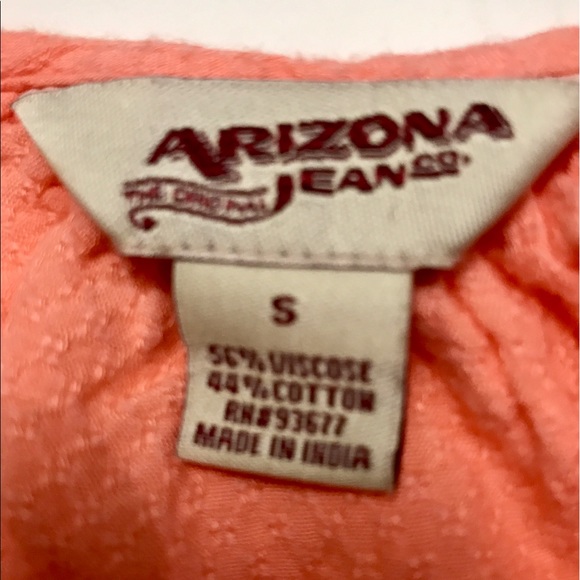 ARIZONA
JEAN CO.
THE ORIGINAL
S
56% VISCOSE
44% COTTON
RN#93677
MADE IN INDIA